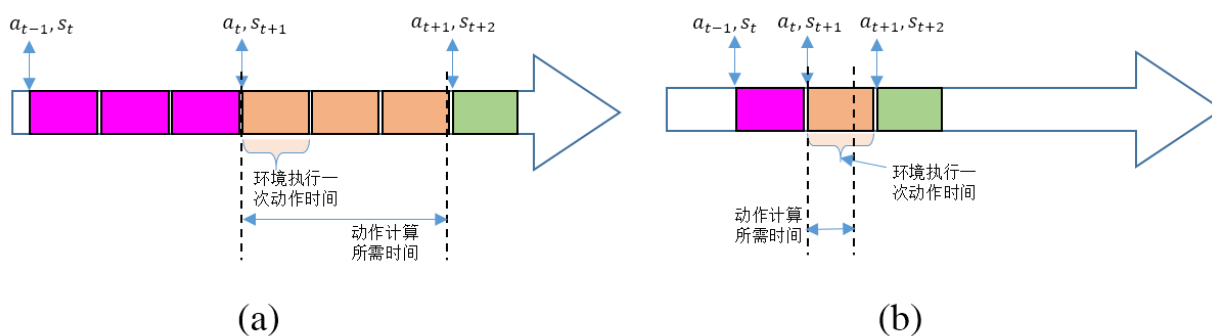 a_{t-1}, s_t
a_t, s_{t+1}
a_{t+1}, s_{t+2}
环境执行一
次动作时间
动作计算
所需时间
(a)
a_{t-1}, s_t
a_t, s_{t+1}
a_{t+1}, s_{t+2}
环境执行一
次动作时间
动作计算
所需时间
(b)